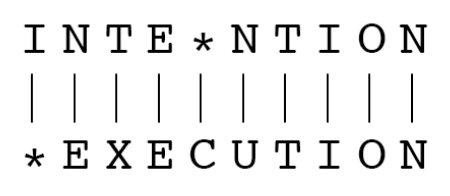 I N T E * N T I O N
| | | | | | | | | |
* E X E C U T I O N